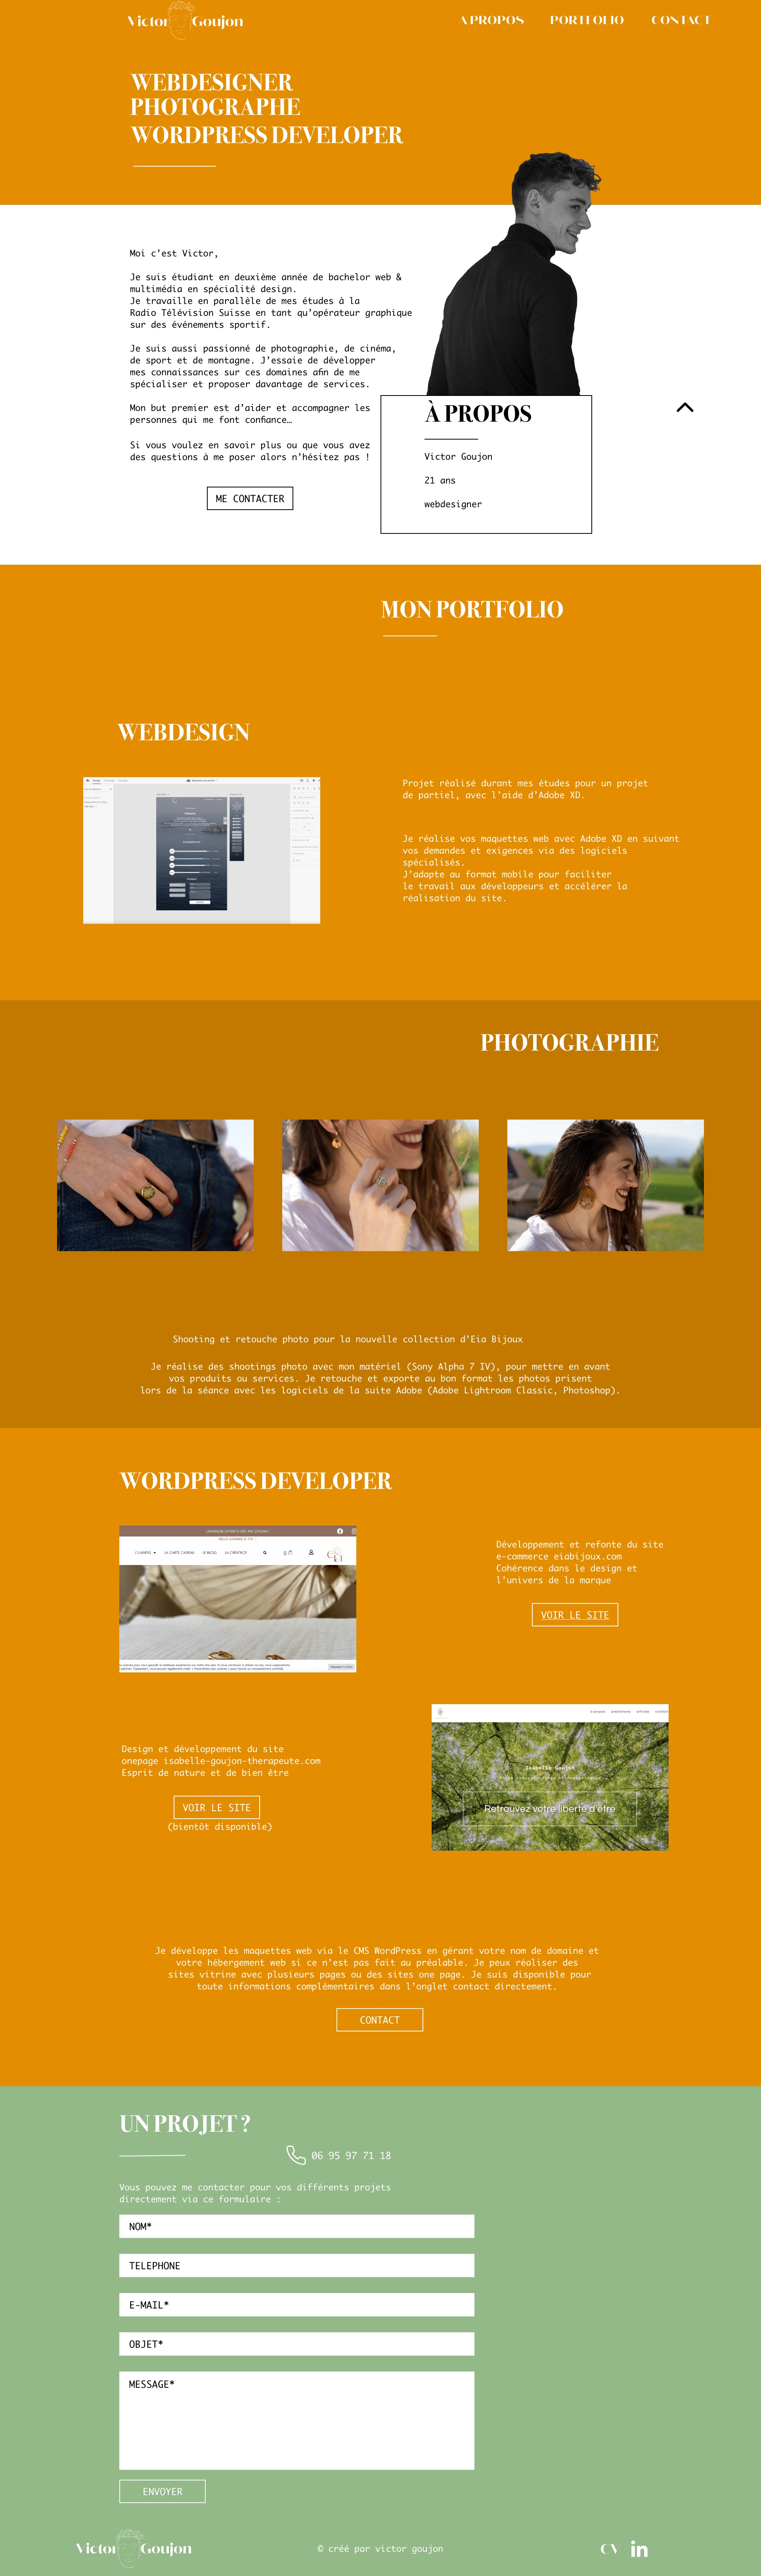 Victor Goujon
A PROPOS PORTFOLIO CONTACT
WEBDESIGNER
PHOTOGRAPHE
WORDPRESS DEVELOPER
Moi c’est Victor,
Je suis étudiant en deuxième année de bachelor web &
multimédia en spécialité design.
Je travaille en parallèle de mes études à la
Radio Télévision Suisse en tant qu’opérateur graphique
sur des événements sportif.
Je suis aussi passionné de photographie, de cinéma,
de sport et de montagne. J’essaie de développer
mes connaissances sur ces domaines afin de me
spécialiser et proposer davantage de services.
Mon but premier est d’aider et accompagner les
personnes qui me font confiance…
Si vous voulez en savoir plus ou que vous avez
des questions à me poser alors n’hésitez pas !
ME CONTACTER
À PROPOS
Victor Goujon
21 ans
webdesigner
MON PORTFOLIO
WEBDESIGN
Projet réalisé durant mes études pour un projet
de partiel, avec l’aide d’Adobe XD.
Je réalise vos maquettes web avec Adobe XD en suivant
vos demandes et exigences via des logiciels
spécialisés.
J’adapte au format mobile pour faciliter
le travail aux développeurs et accélérer la
réalisation du site.
PHOTOGRAPHIE
Shooting et retouche photo pour la nouvelle collection d’Eia Bijoux
Je réalise des shootings photo avec mon matériel (Sony Alpha 7 IV), pour mettre en avant
vos produits ou services. Je retouche et exporte au bon format les photos prisent
lors de la séance avec les logiciels de la suite Adobe (Adobe Lightroom Classic, Photoshop).
WORDPRESS DEVELOPER
LA CARTE CADEAU LE BLOG LA CRÉATRICE
Développement et refonte du site
e-commerce eiabijoux.com
Cohérence dans le design et
l’univers de la marque
VOIR LE SITE
Design et développement du site
onepage isabelle-goujon-therapeute.com
Esprit de nature et de bien être
VOIR LE SITE
(bientôt disponible)
à propos prestations articles contact
Isabelle Goujon
Retrouvez votre liberté d'être
Je développe les maquettes web via le CMS WordPress en gérant votre nom de domaine et
votre hébergement web si ce n’est pas fait au préalable. Je peux réaliser des
sites vitrine avec plusieurs pages ou des sites one page. Je suis disponible pour
toute informations complémentaires dans l’onglet contact directement.
CONTACT
UN PROJET ?
06 95 97 71 18
Vous pouvez me contacter pour vos différents projets
directement via ce formulaire :
NOM*
TELEPHONE
E-MAIL*
OBJET*
MESSAGE*
ENVOYER
Victor Goujon
© créé par victor goujon
CV in